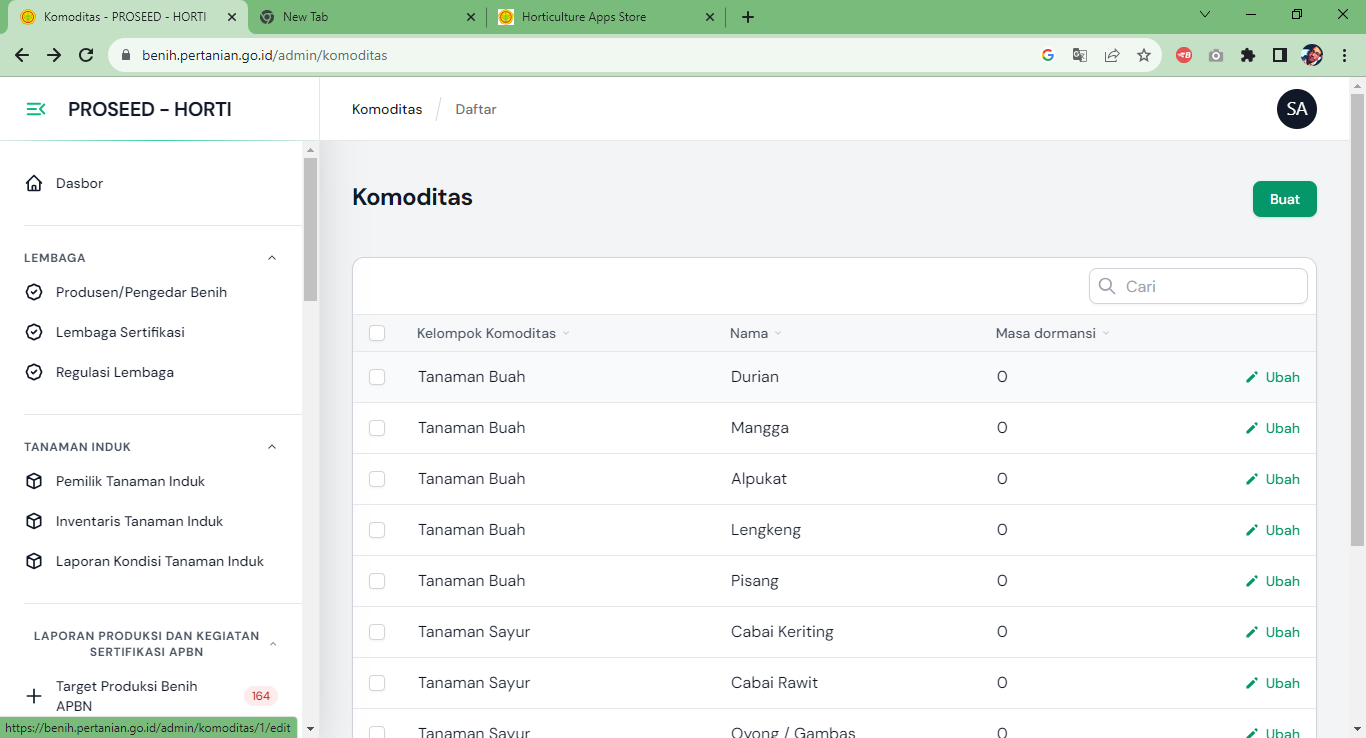 Komoditas - PROSEED - HORTI
New Tab
Horticulture Apps Store
benih.pertanian.go.id/admin/komoditas
PROSEED - HORTI
Komoditas / Daftar
SA
Dasbor
LEMBAGA
Produsen/Pengedar Benih
Lembaga Sertifikasi
Regulasi Lembaga
TANAMAN INDUK
Pemilik Tanaman Induk
Inventaris Tanaman Induk
Laporan Kondisi Tanaman Induk
LAPORAN PRODUKSI DAN KEGIATAN
SERTIFIKASI APBN
Target Produksi Benih
APBN
164
https://benih.pertanian.go.id/admin/komoditas/1/edit
Komoditas
Buat
Cari
Kelompok Komoditas Nama Masa dormansi
Tanaman Buah Durian 0 Ubah
Tanaman Buah Mangga 0 Ubah
Tanaman Buah Alpukat 0 Ubah
Tanaman Buah Lengkeng 0 Ubah
Tanaman Buah Pisang 0 Ubah
Tanaman Sayur Cabai Keriting 0 Ubah
Tanaman Sayur Cabai Rawit 0 Ubah
Tanaman Sayur Oyong / Gambas 0 Ubah